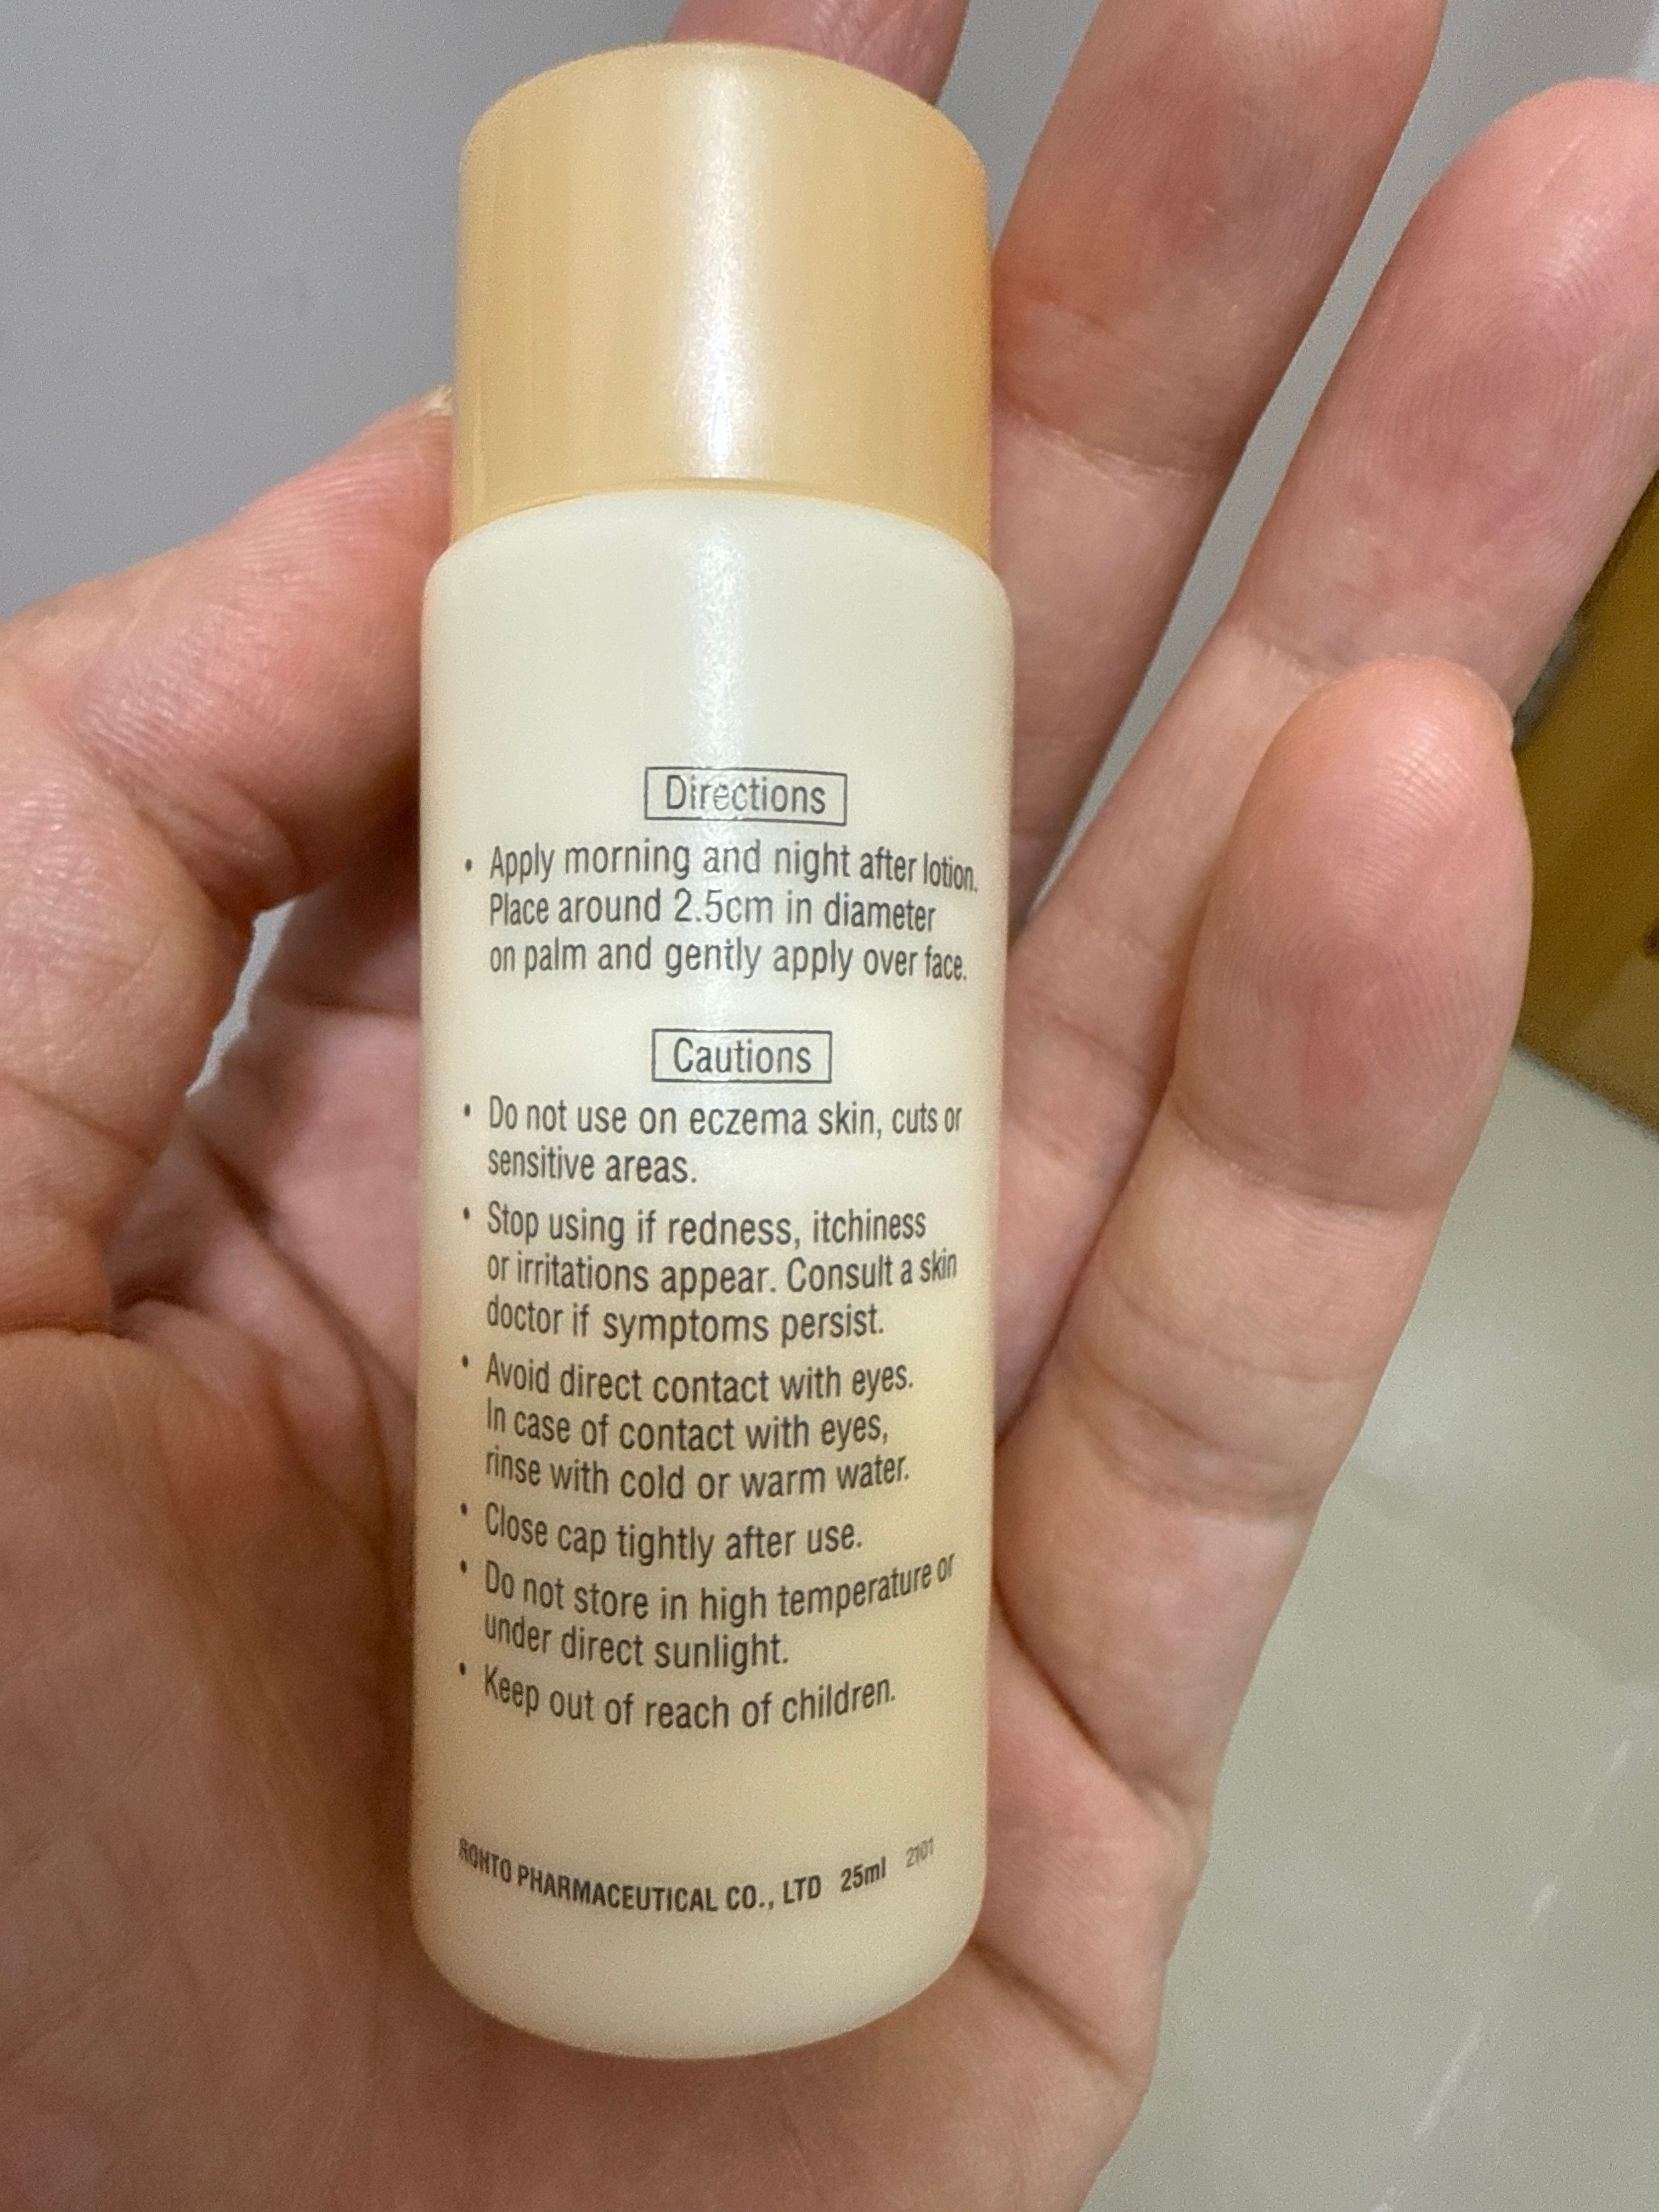 Directions
• Apply morning and night after lotion.
Place around 2.5cm in diameter
on palm and gently apply over face.
Cautions
• Do not use on eczema skin, cuts or
sensitive areas.
• Stop using if redness, itchiness
or irritations appear. Consult a skin
doctor if symptoms persist.
• Avoid direct contact with eyes.
In case of contact with eyes,
rinse with cold or warm water.
• Close cap tightly after use.
• Do not store in high temperature or
under direct sunlight.
• Keep out of reach of children.
ROHTO PHARMACEUTICAL CO., LTD 25ml 2101